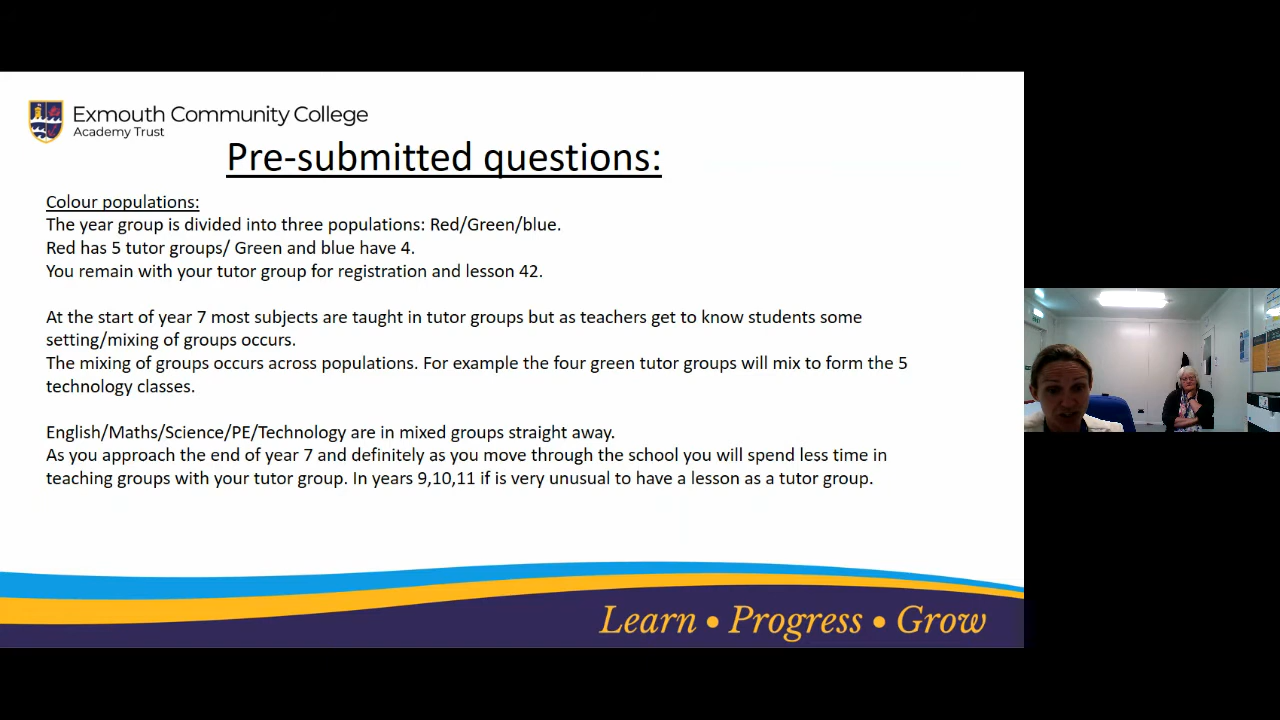 Exmouth Community College
Academy Trust
Pre-submitted questions:
Colour populations:
The year group is divided into three populations: Red/Green/blue.
Red has 5 tutor groups/ Green and blue have 4.
You remain with your tutor group for registration and lesson 42.
At the start of year 7 most subjects are taught in tutor groups but as teachers get to know students some
setting/mixing of groups occurs.
The mixing of groups occurs across populations. For example the four green tutor groups will mix to form the 5
technology classes.
English/Maths/Science/PE/Technology are in mixed groups straight away.
As you approach the end of year 7 and definitely as you move through the school you will spend less time in
teaching groups with your tutor group. In years 9,10,11 if is very unusual to have a lesson as a tutor group.
Learn • Progress • Grow